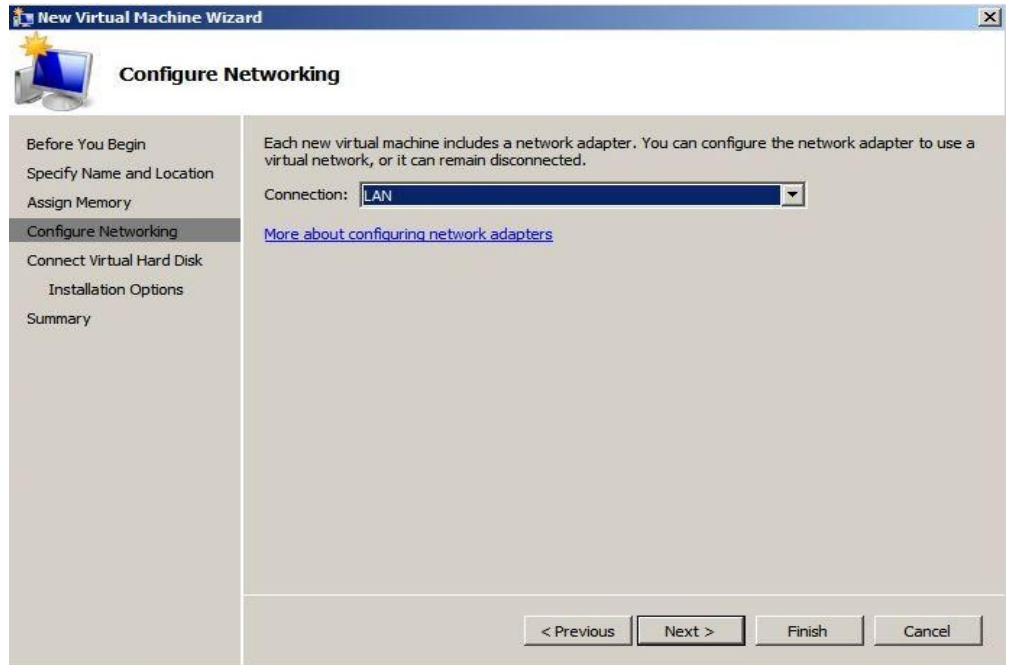 New Virtual Machine Wizard
Configure Networking
Before You Begin
Specify Name and Location
Assign Memory
Configure Networking
Connect Virtual Hard Disk
Installation Options
Summary
Each new virtual machine includes a network adapter. You can configure the network adapter to use a
virtual network, or it can remain disconnected.
Connection: LAN
More about configuring network adapters
< Previous Next > Finish Cancel